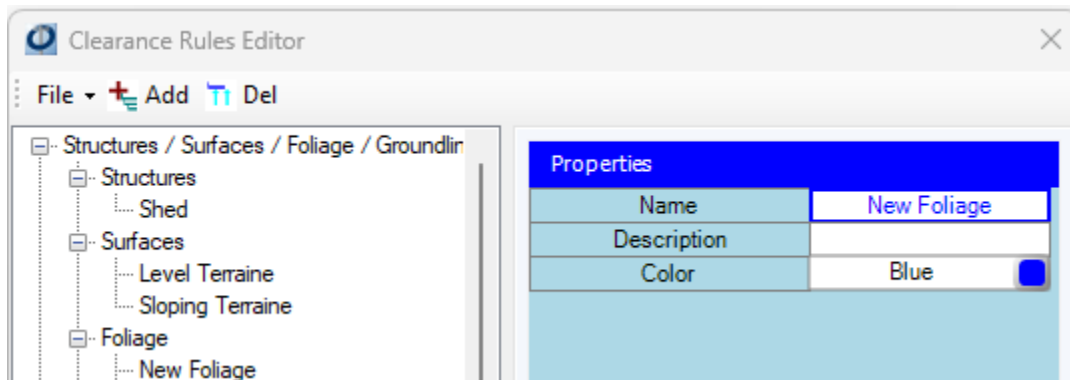 Clearance Rules Editor
File Add Del
Structures / Surfaces / Foliage / Groundlin
Structures
Shed
Surfaces
Level Terraine
Sloping Terraine
Foliage
New Foliage
Properties
Name New Foliage
Description
Color Blue